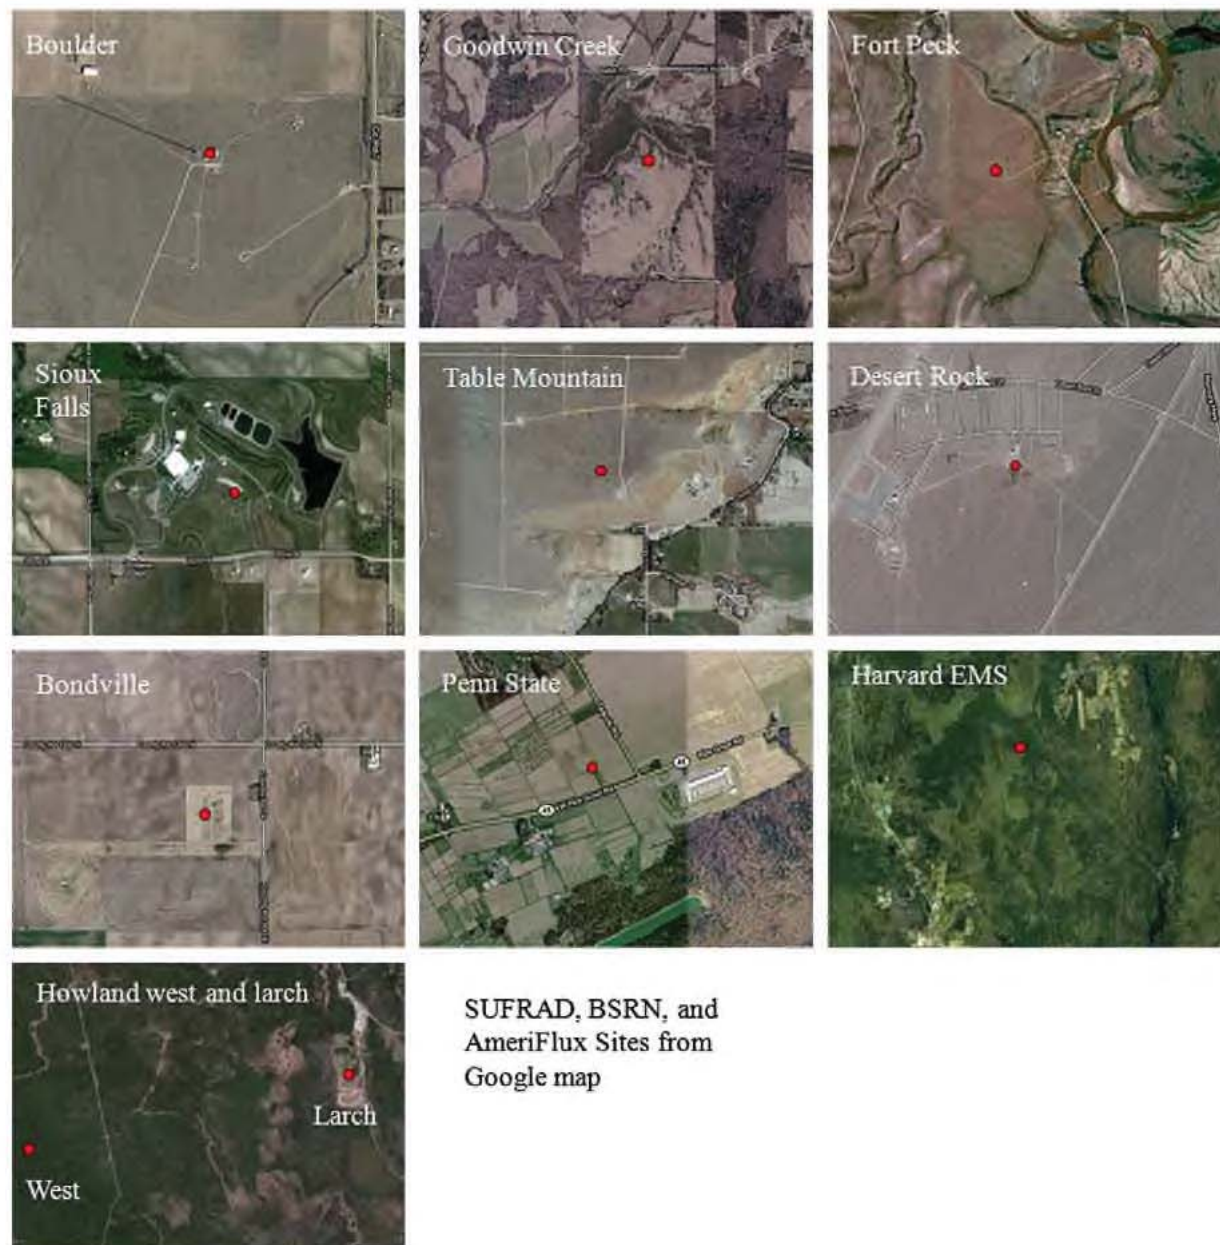 Boulder
Goodwin Creek
Fort Peck
Sioux
Falls
Table Mountain
Desert Rock
Bondville
Penn State
Harvard EMS
Howland west and larch
Larch
West
SUFRAD, BSRN, and
AmeriFlux Sites from
Google map